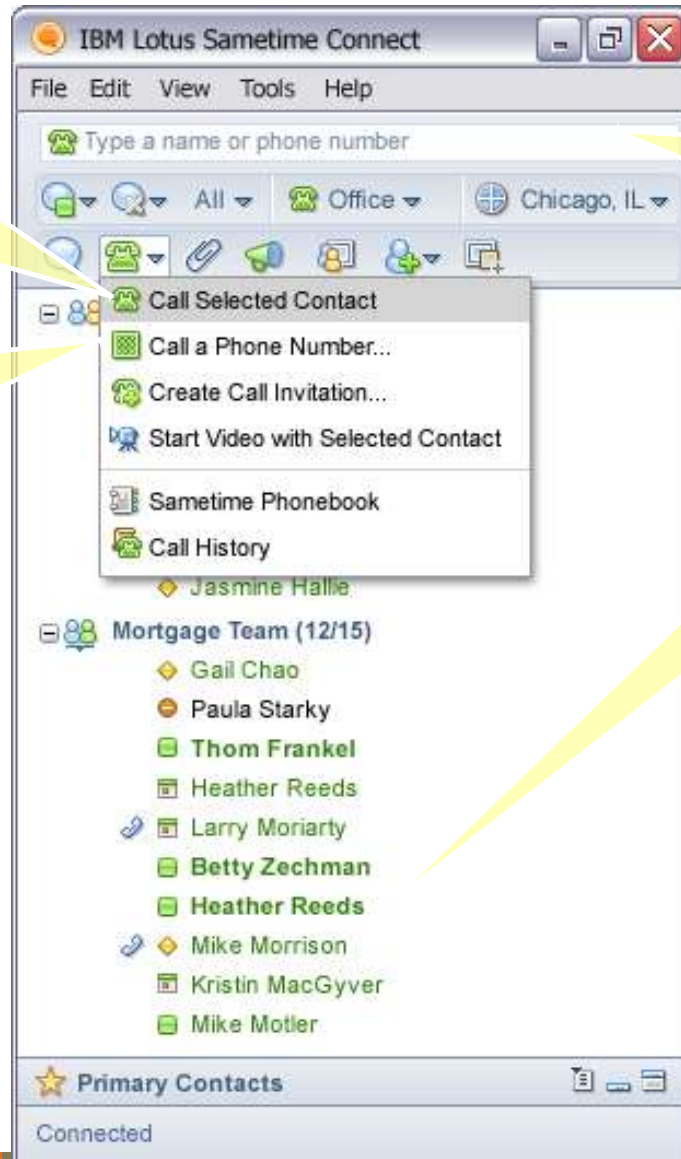 IBM Lotus Sametime Connect
File Edit View Tools Help
Type a name or phone number
All Office Chicago, IL
Call Selected Contact
Call a Phone Number...
Create Call Invitation...
Start Video with Selected Contact
Sametime Phonebook
Call History
Jasmine Hallie
Mortgage Team (12/15)
Gail Chao
Paula Starky
Thom Frankel
Heather Reeds
Larry Moriarty
Betty Zechman
Heather Reeds
Mike Morrison
Kristin MacGyver
Mike Motler
Primary Contacts
Connected